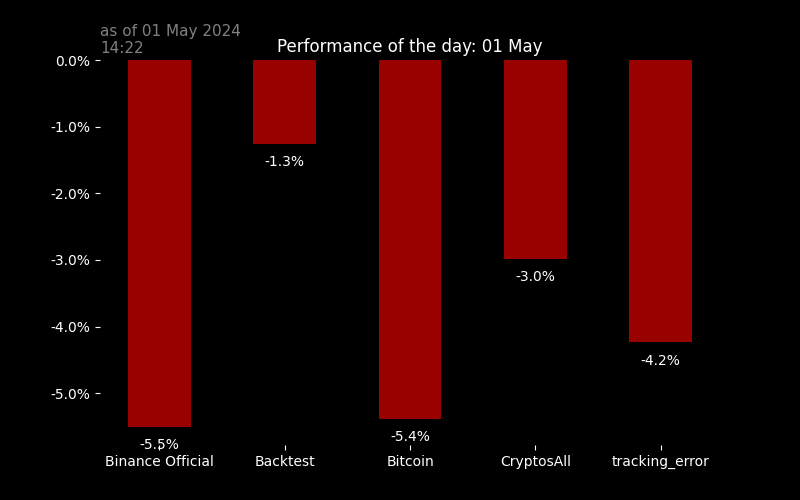 as of 01 May 2024
14:22
Performance of the day: 01 May
0.0%
-1.0%
-2.0%
-3.0%
-4.0%
-5.0%
-5.5%
-1.3%
-5.4%
-3.0%
-4.2%
Binance Official
Backtest
Bitcoin
CryptosAll
tracking_error